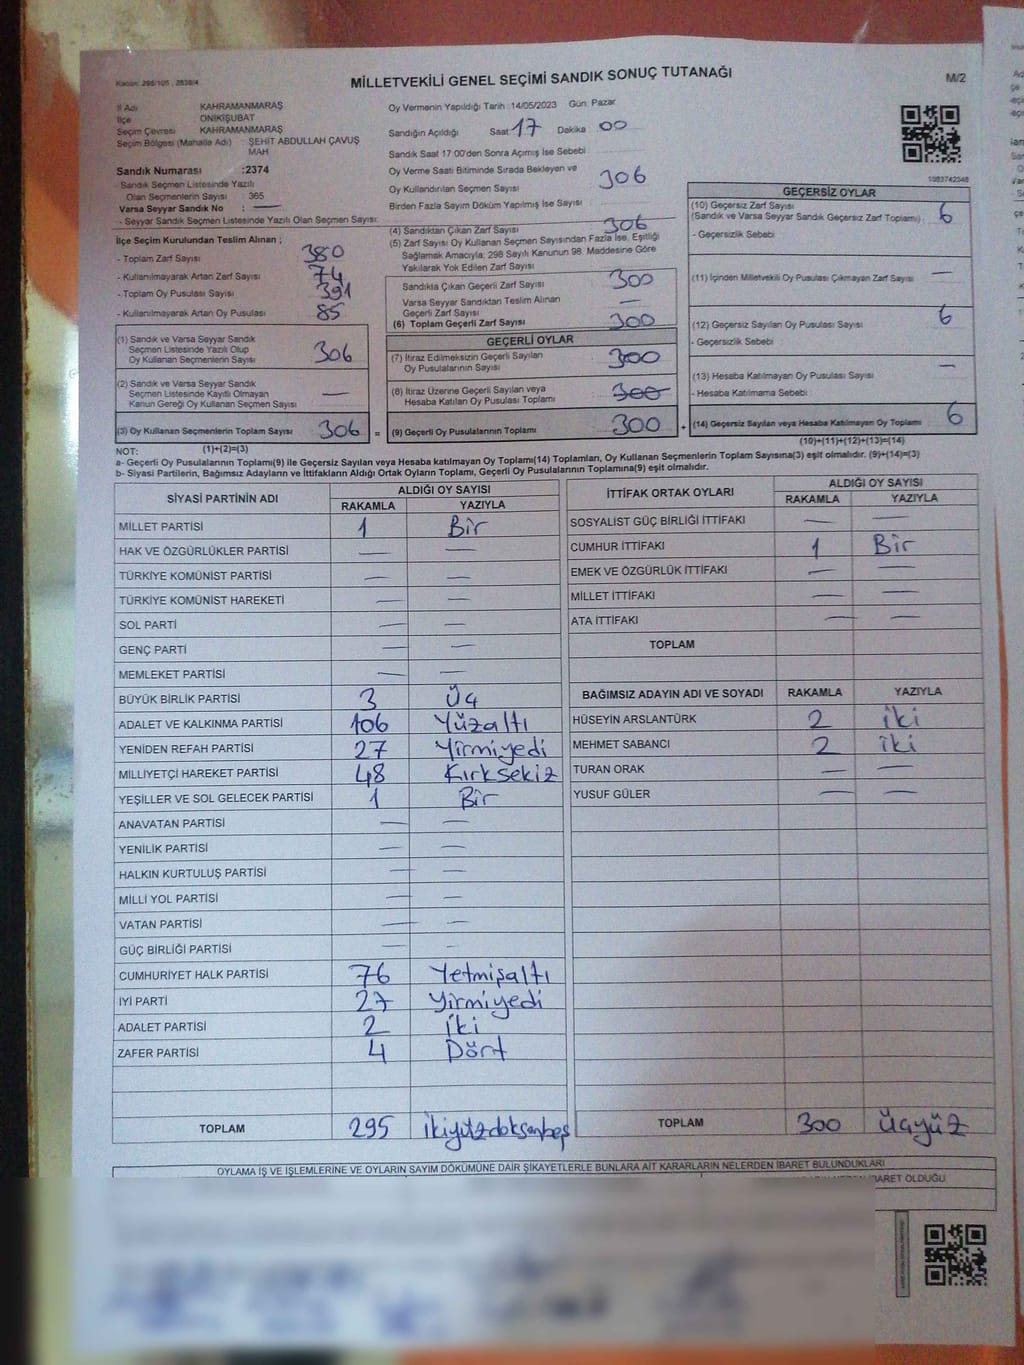 Kanun: 298/105 , 2839/4
MİLLETVEKİLİ GENEL SEÇİMİ SANDIK SONUÇ TUTANAĞI
M/2
İl Adı KAHRAMANMARAŞ
İlçe ONİKİŞUBAT
Seçim Çevresi KAHRAMANMARAŞ
Seçim Bölgesi (Mahalle Adı) : ŞEHİT ABDULLAH ÇAVUŞ MAH
Sandık Numarası :2374
- Sandık Seçmen Listesinde Yazılı
Olan Seçmenlerin Sayısı : 365
Varsa Seyyar Sandık No : —
- Seyyar Sandık Seçmen Listesinde Yazılı Olan Seçmen Sayısı:
Oy Vermenin Yapıldığı Tarih :14/05/2023 Gün: Pazar
Sandığın Açıldığı Saat 17 Dakika 00
Sandık Saat 17:00'den Sonra Açımış İse Sebebi
Oy Verme Saati Bitiminde Sırada Bekleyen ve
Oy Kullandırılan Seçmen Sayısı 306
Birden Fazla Sayım Döküm Yapılmış İse Sayısı
1083742348
İlçe Seçim Kurulundan Teslim Alınan ;
- Toplam Zarf Sayısı 380
- Kullanılmayarak Artan Zarf Sayısı 74
- Toplam Oy Pusulası Sayısı 391
- Kullanılmayarak Artan Oy Pusulası 85
(1) Sandık ve Varsa Seyyar Sandık
Seçmen Listesinde Yazılı Olup
Oy Kullanan Seçmenlerin Sayısı 306
(2) Sandık ve Varsa Seyyar Sandık
Seçmen Listesinde Kayıtlı Olmayan
Kanun Gereği Oy Kullanan Seçmen Sayısı —
(3) Oy Kullanan Seçmenlerin Toplam Sayısı 306 =
(1)+(2)=(3)
(4) Sandıktan Çıkan Zarf Sayısı 306
(5) Zarf Sayısı Oy Kullanan Seçmen Sayısından Fazla İse, Eşitliği
Sağlamak Amacıyla; 298 Sayılı Kanunun 98. Maddesine Göre
Yakılarak Yok Edilen Zarf Sayısı
Sandıkla Çıkan Geçerli Zarf Sayısı 300
Varsa Seyyar Sandıktan Teslim Alınan
Geçerli Zarf Sayısı —
(6) Toplam Geçerli Zarf Sayısı 300
GEÇERLİ OYLAR
(7) İtiraz Edilmeksizin Geçerli Sayılan
Oy Pusulalarının Sayısı 300
(8) İtiraz Üzerine Geçerli Sayılan veya
Hesaba Katılan Oy Pusulası Toplamı 300
(9) Geçerli Oy Pusulalarının Toplamı 300 +
GEÇERSİZ OYLAR
(10) Geçersiz Zarf Sayısı
(Sandık ve Varsa Seyyar Sandık Geçersiz Zarf Toplamı) 6
- Geçersizlik Sebebi
(11) İçinden Milletvekili Oy Pusulası Çıkmayan Zarf Sayısı —
(12) Geçersiz Sayılan Oy Pusulası Sayısı 6
- Geçersizlik Sebebi
(13) Hesaba Katılmayan Oy Pusulası Sayısı —
- Hesaba Katılmama Sebebi
(14) Geçersiz Sayılan veya Hesaba Katılmayan Oy Toplamı 6
(10)+(11)+(12)+(13)=(14)
NOT:
a- Geçerli Oy Pusulalarının Toplamı(9) ile Geçersiz Sayılan veya Hesaba katılmayan Oy Toplamı(14) Toplamları, Oy Kullanan Seçmenlerin Toplam Sayısına(3) eşit olmalıdır. (9)+(14)=(3)
b- Siyasi Partilerin, Bağımsız Adayların ve İttifakların Aldığı Ortak Oyların Toplamı, Geçerli Oy Pusulalarının Toplamına(9) eşit olmalıdır.
SİYASİ PARTİNİN ADI ALDIĞI OY SAYISI
RAKAMLA YAZIYLA
MİLLET PARTİSİ 1 Bir
HAK VE ÖZGÜRLÜKLER PARTİSİ — —
TÜRKİYE KOMÜNİST PARTİSİ — —
TÜRKİYE KOMÜNİST HAREKETİ — —
SOL PARTİ — —
GENÇ PARTİ — —
MEMLEKET PARTİSİ — —
BÜYÜK BİRLİK PARTİSİ 3 Üç
ADALET VE KALKINMA PARTİSİ 106 Yüzaltı
YENİDEN REFAH PARTİSİ 27 Yirmiyedi
MİLLİYETÇİ HAREKET PARTİSİ 48 Kırksekiz
YEŞİLLER VE SOL GELECEK PARTİSİ 1 Bir
ANAVATAN PARTİSİ — —
YENİLİK PARTİSİ — —
HALKIN KURTULUŞ PARTİSİ — —
MİLLİ YOL PARTİSİ — —
VATAN PARTİSİ — —
GÜÇ BİRLİĞİ PARTİSİ — —
CUMHURİYET HALK PARTİSİ 76 Yetmişaltı
İYİ PARTİ 27 Yirmiyedi
ADALET PARTİSİ 2 İki
ZAFER PARTİSİ 4 Dört
TOPLAM 295 ikiyüzdoksanbeş
İTTİFAK ORTAK OYLARI ALDIĞI OY SAYISI
RAKAMLA YAZIYLA
SOSYALİST GÜÇ BİRLİĞİ İTTİFAKI — —
CUMHUR İTTİFAKI 1 Bir
EMEK VE ÖZGÜRLÜK İTTİFAKI — —
MİLLET İTTİFAKI — —
ATA İTTİFAKI — —
TOPLAM
BAĞIMSIZ ADAYIN ADI VE SOYADI RAKAMLA YAZIYLA
HÜSEYİN ARSLANTÜRK 2 iki
MEHMET SABANCI 2 iki
TURAN ORAK — —
YUSUF GÜLER — —
TOPLAM 300 Üçyüz
OYLAMA İŞ VE İŞLEMLERİNE VE OYLARIN SAYIM DÖKÜMÜNE DAİR ŞİKAYETLERLE BUNLARA AİT KARARLARIN NELERDEN İBARET BULUNDUKLARI
İBARET OLDUĞU